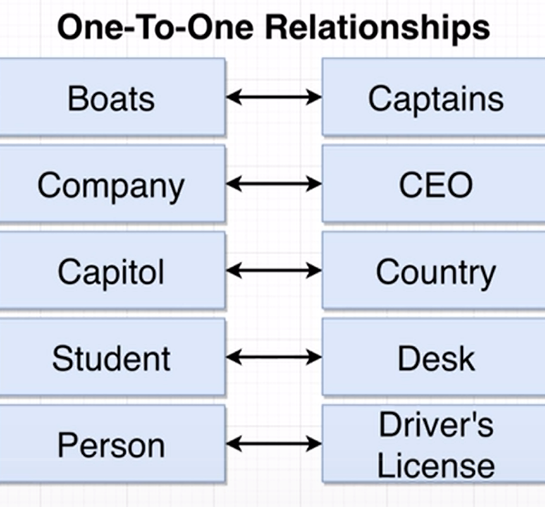 One-To-One Relationships
Boats
Captains
Company
CEO
Capitol
Country
Student
Desk
Person
Driver's
License